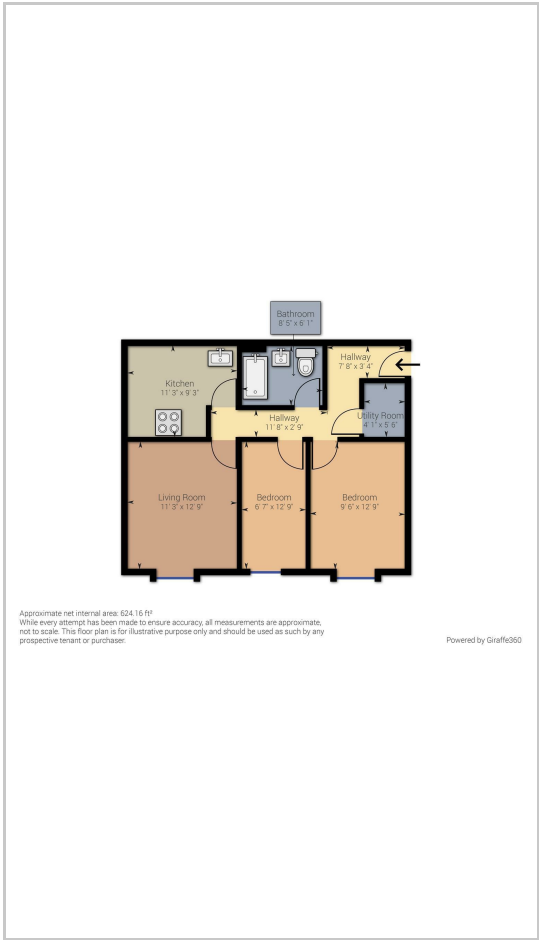 Bathroom
8' 5" x 6' 1"
Hallway
7' 8" x 3' 4"
Kitchen
11' 3" x 9' 3"
Hallway
11' 8" x 2' 9"
Utility Room
4' 1" x 5' 6"
Living Room
11' 3" x 12' 9"
Bedroom
6' 7" x 12' 9"
Bedroom
9' 6" x 12' 9"
Approximate net internal area: 624.16 ft²
While every attempt has been made to ensure accuracy, all measurements are approximate,
not to scale. This floor plan is for illustrative purpose only and should be used as such by any
prospective tenant or purchaser.
Powered by Giraffe360